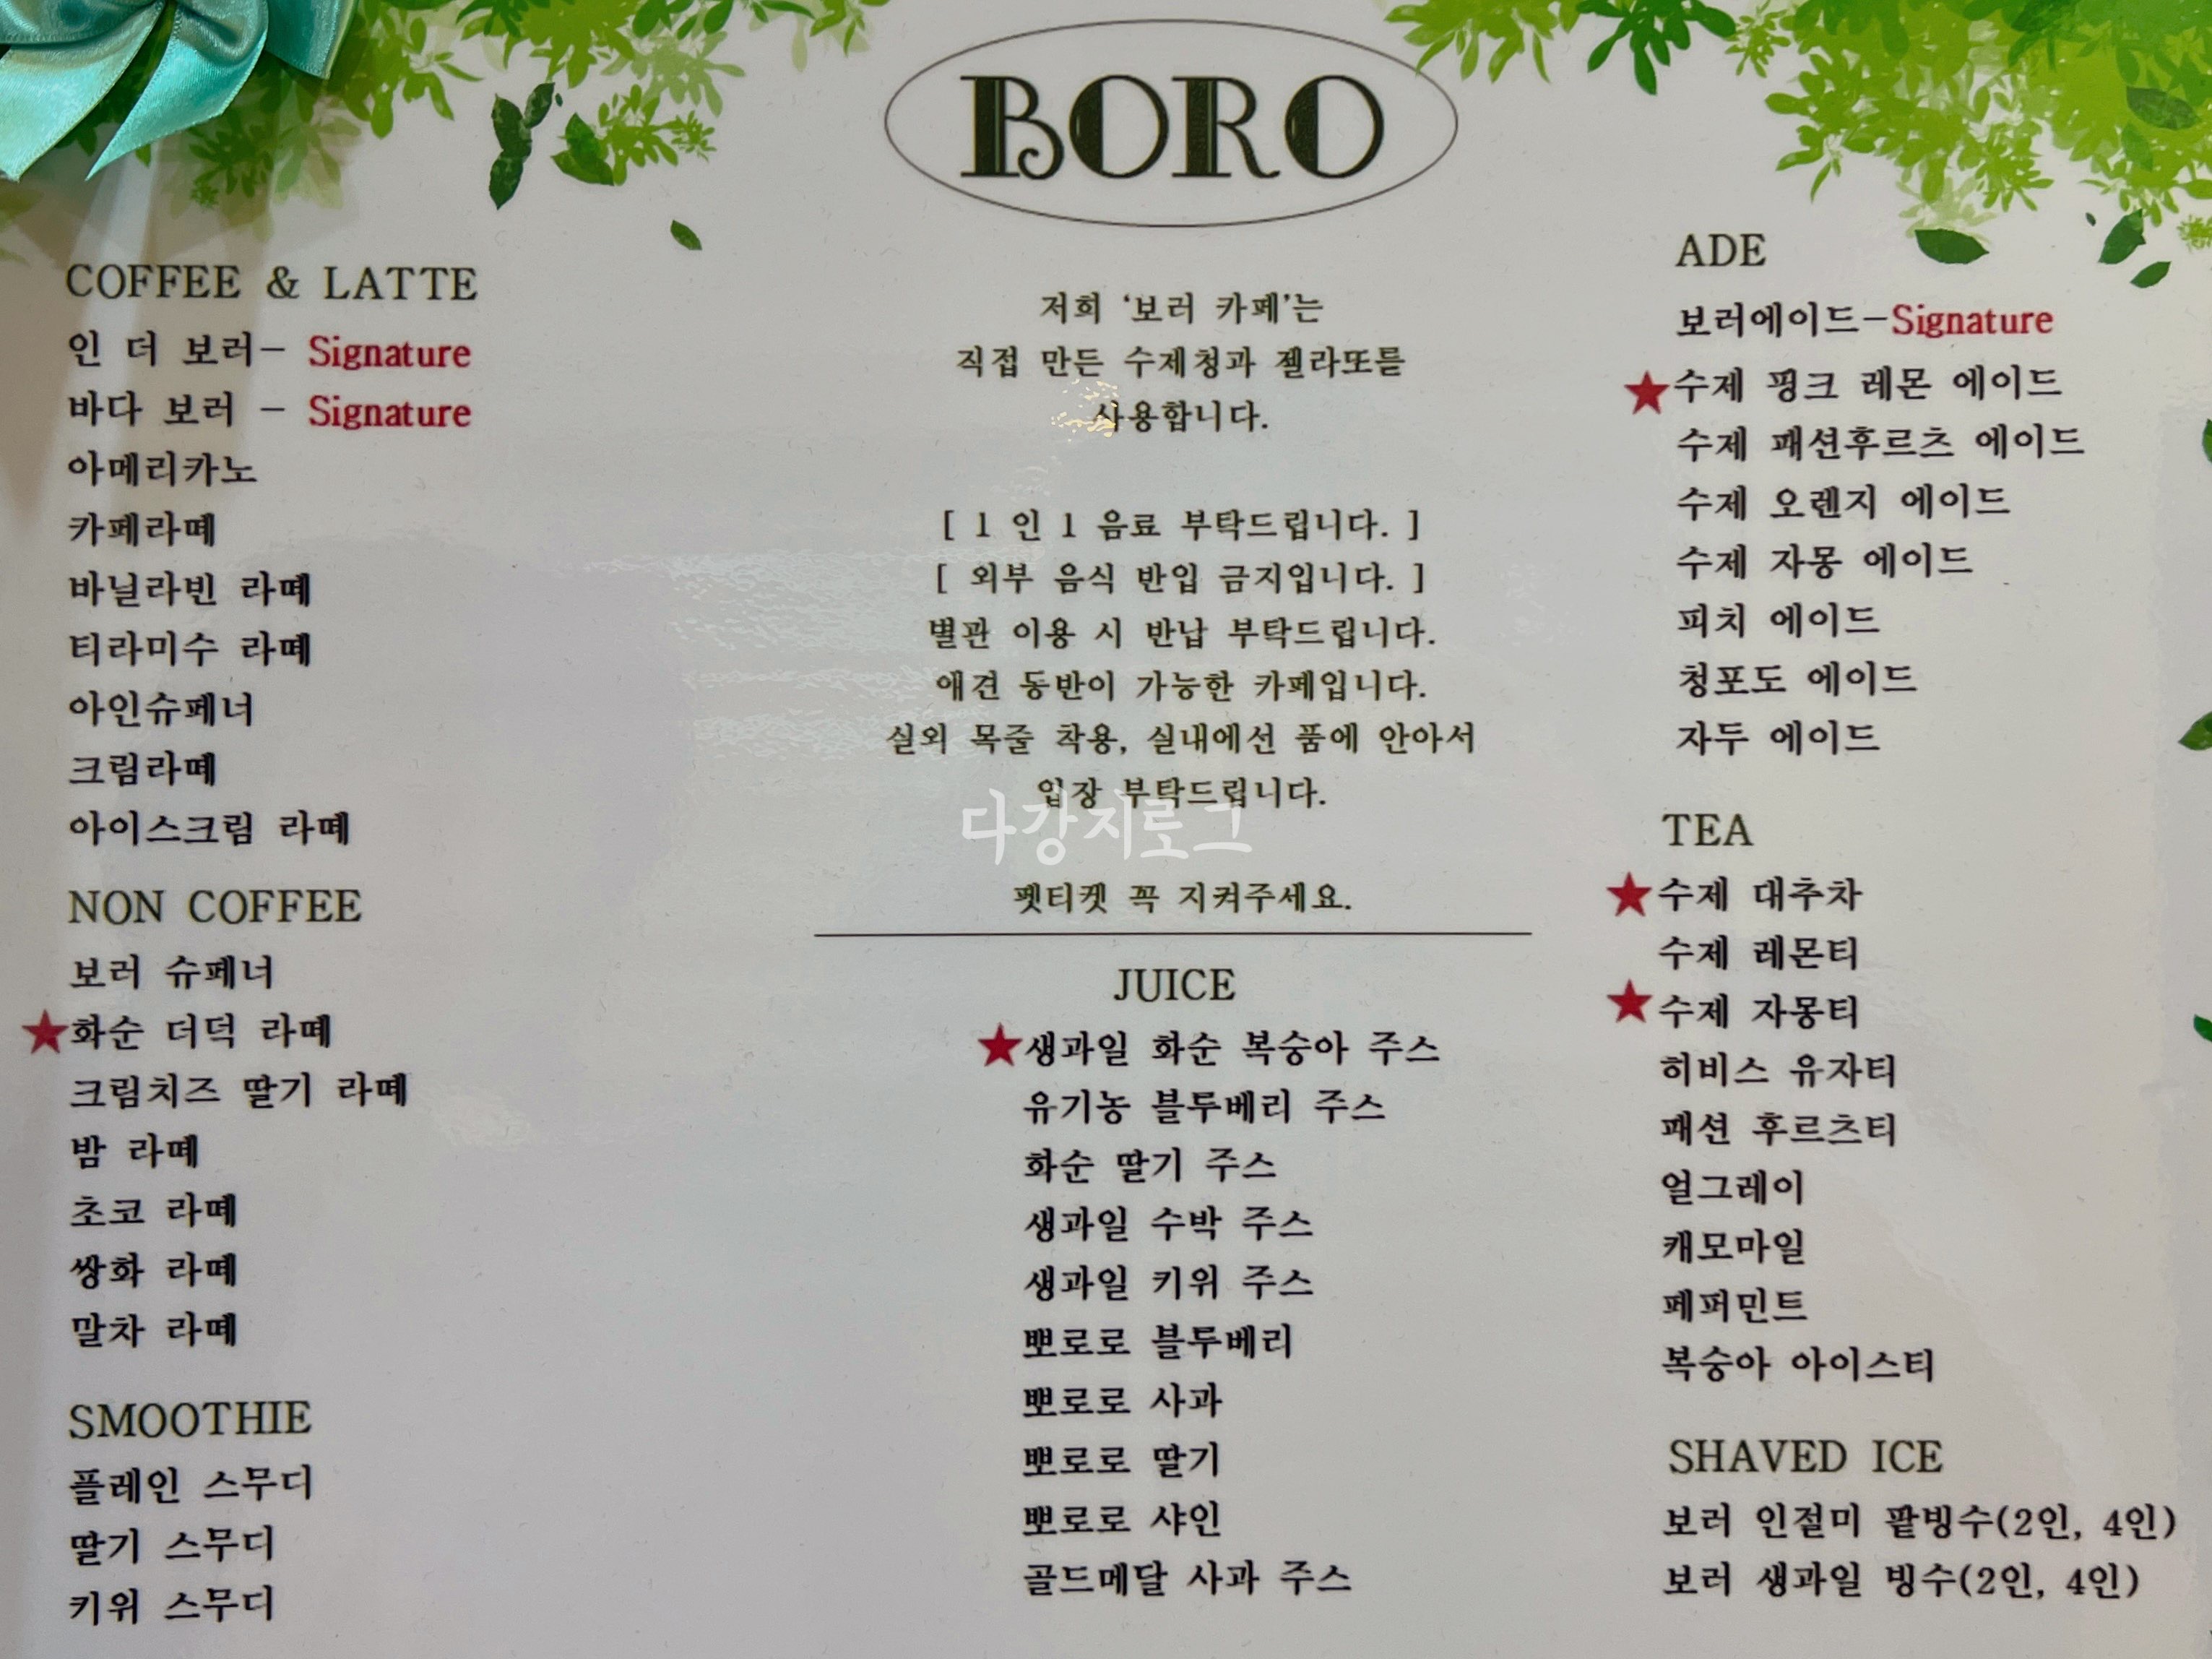 BORO
COFFEE & LATTE
인 더 보러- Signature
바다 보러 - Signature
아메리카노
카페라떼
바닐라빈 라떼
티라미수 라떼
아인슈페너
크림라떼
아이스크림 라떼
NON COFFEE
보러 슈페너
★화순 더덕 라떼
크림치즈 딸기 라떼
밤 라떼
초코 라떼
쌍화 라떼
말차 라떼
SMOOTHIE
플레인 스무디
딸기 스무디
키위 스무디
저희 '보러 카페'는
직접 만든 수제청과 젤라또를
사용합니다.
[ 1 인 1 음료 부탁드립니다. ]
[ 외부 음식 반입 금지입니다. ]
별관 이용 시 반납 부탁드립니다.
애견 동반이 가능한 카페입니다.
실외 목줄 착용, 실내에선 품에 안아서
입장 부탁드립니다.
다강지로그
펫티켓 꼭 지켜주세요.
JUICE
★생과일 화순 복숭아 주스
유기농 블루베리 주스
화순 딸기 주스
생과일 수박 주스
생과일 키위 주스
뽀로로 블루베리
뽀로로 사과
뽀로로 딸기
뽀로로 샤인
골드메달 사과 주스
ADE
보러에이드-Signature
★수제 핑크 레몬 에이드
수제 패션후르츠 에이드
수제 오렌지 에이드
수제 자몽 에이드
피치 에이드
청포도 에이드
자두 에이드
TEA
★수제 대추차
수제 레몬티
★수제 자몽티
히비스 유자티
패션 후르츠티
얼그레이
캐모마일
페퍼민트
복숭아 아이스티
SHAVED ICE
보러 인절미 팥빙수(2인, 4인)
보러 생과일 빙수(2인, 4인)